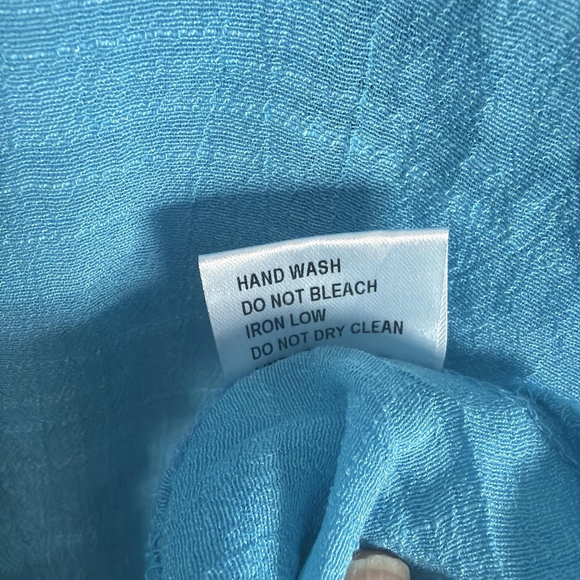 HAND WASH
DO NOT BLEACH
IRON LOW
DO NOT DRY CLEAN